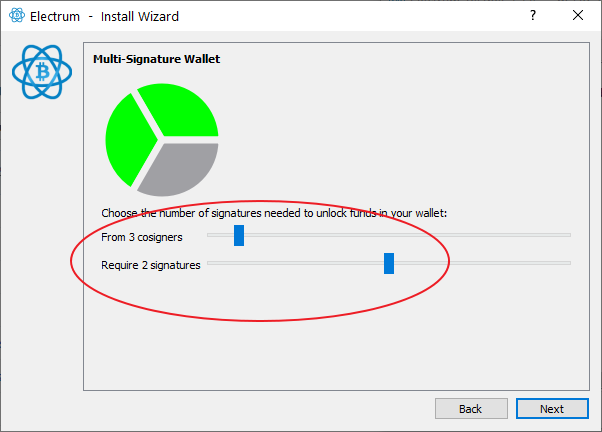 Electrum - Install Wizard
?
Multi-Signature Wallet
Choose the number of signatures needed to unlock funds in your wallet:
From 3 cosigners
Require 2 signatures
Back
Next